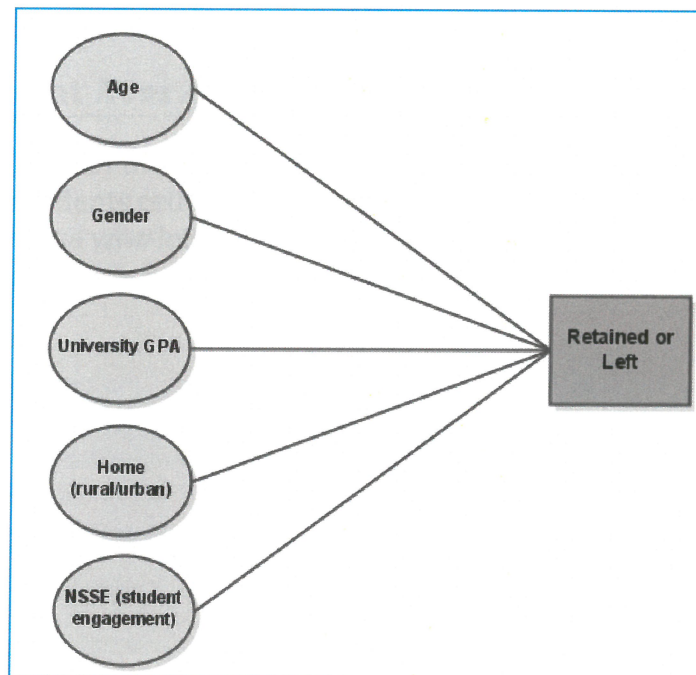 Age
Gender
University GPA
Home
(rural/urban)
NSSE (student
engagement)
Retained or
Left